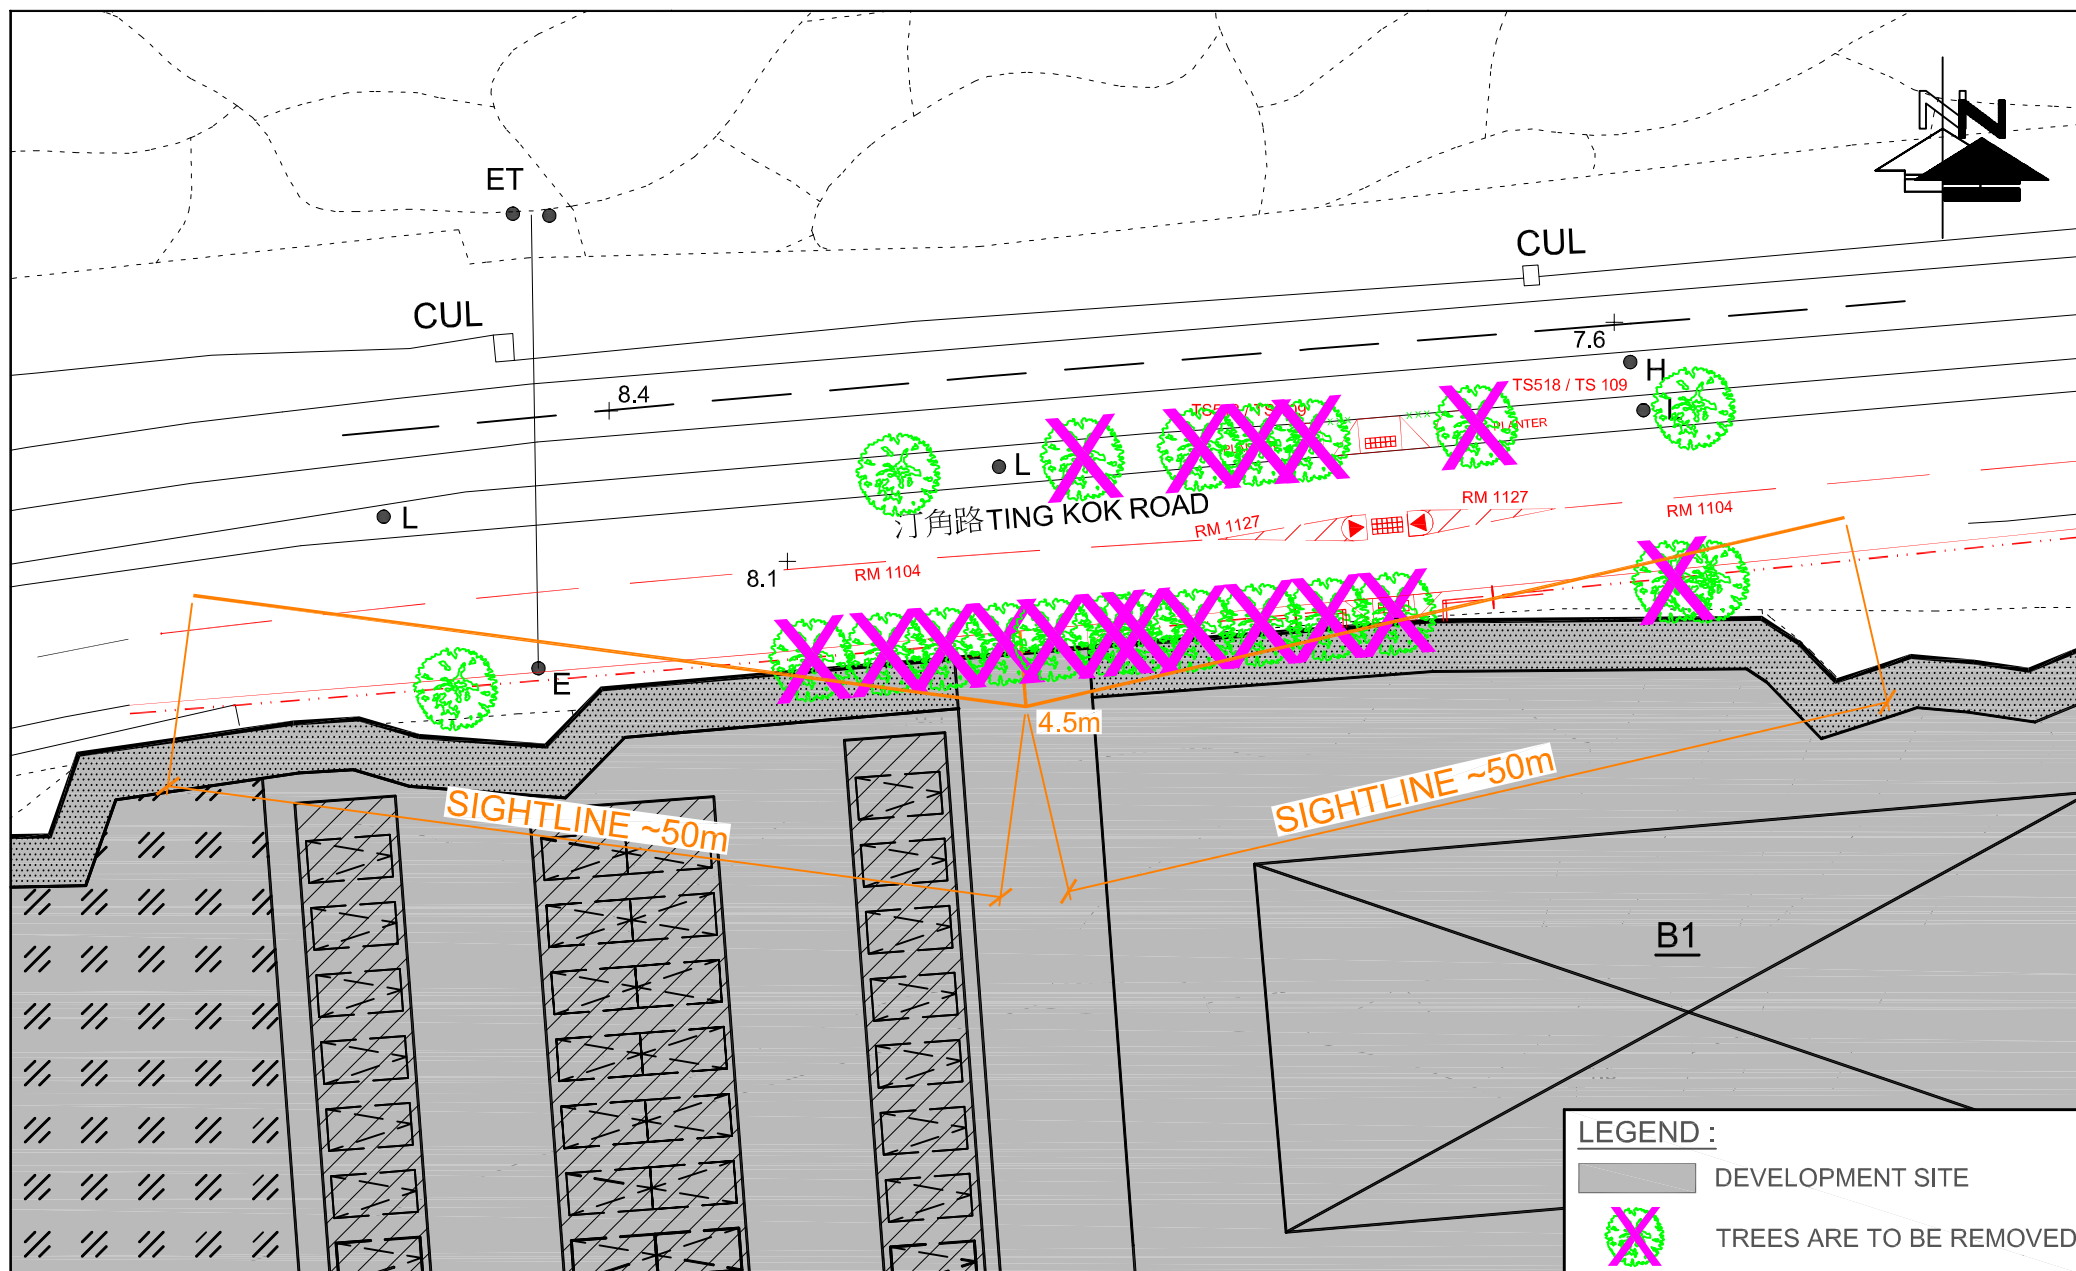 N N
ET
CUL
CUL
7.6
8.4
H
TS518 / TS 109
I
PLANTER
L
L
RM 1127
汀角路TING KOK ROAD
RM 1127
RM 1104
8.1
RM 1104
E
4.5m
SIGHTLINE ~50m
SIGHTLINE ~50m
B1
LEGEND :
DEVELOPMENT SITE
TREES ARE TO BE REMOVED